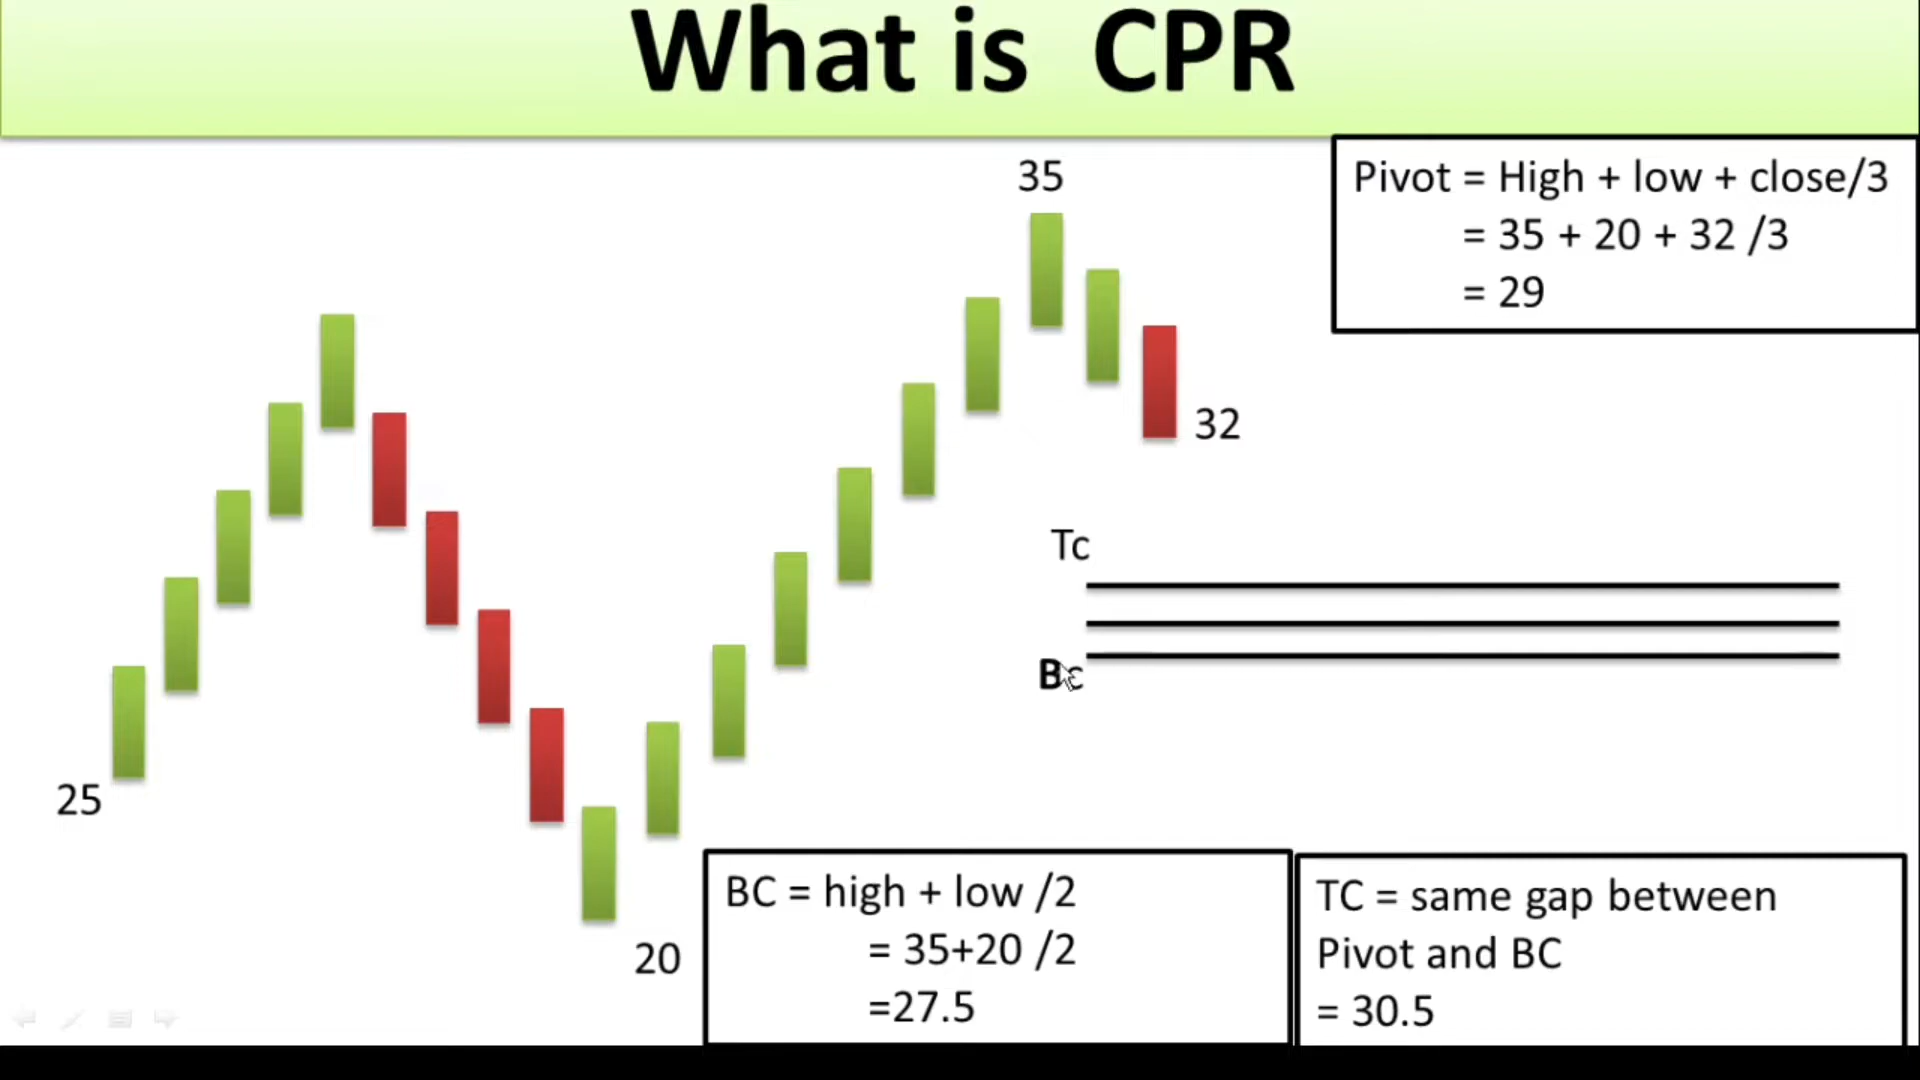 What is CPR
35
Pivot = High + low + close/3
= 35 + 20 + 32 /3
= 29
32
Tc
Bc
25
20
BC = high + low /2
= 35+20 /2
=27.5
TC = same gap between
Pivot and BC
= 30.5